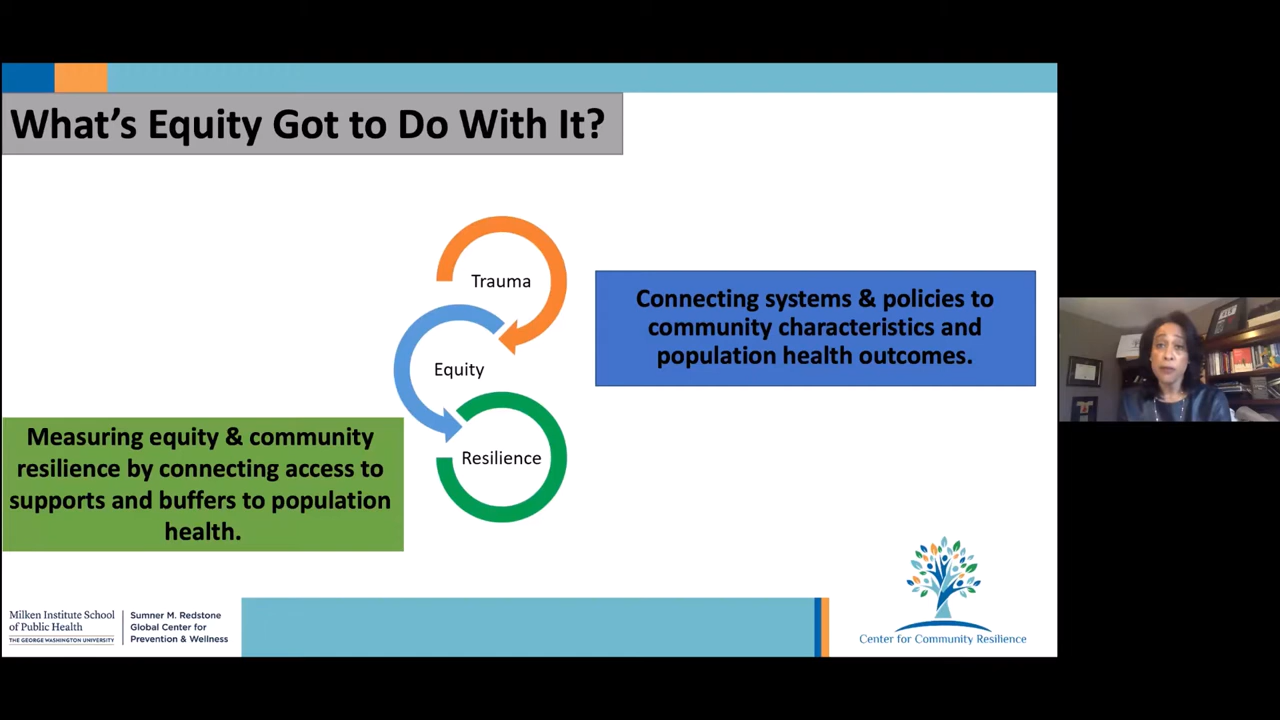 What's Equity Got to Do With It?
Trauma
Connecting systems & policies to
community characteristics and
population health outcomes.
Equity
Measuring equity & community
resilience by connecting access to
supports and buffers to population
health.
Resilience
Milken Institute School
of Public Health
THE GEORGE WASHINGTON UNIVERSITY
Sumner M. Redstone
Global Center for
Prevention & Wellness
Center for Community Resilience